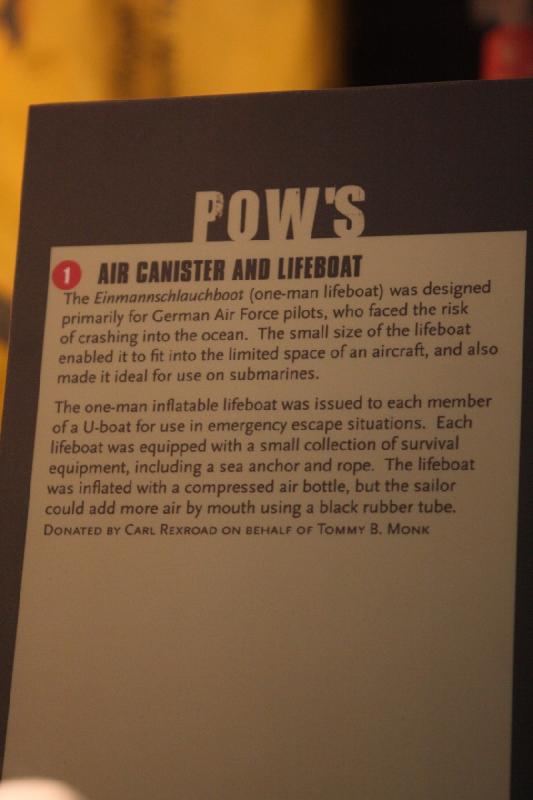 POW'S
1 AIR CANISTER AND LIFEBOAT
The Einmannschlauchboot (one-man lifeboat) was designed
primarily for German Air Force pilots, who faced the risk
of crashing into the ocean. The small size of the lifeboat
enabled it to fit into the limited space of an aircraft, and also
made it ideal for use on submarines.
The one-man inflatable lifeboat was issued to each member
of a U-boat for use in emergency escape situations. Each
lifeboat was equipped with a small collection of survival
equipment, including a sea anchor and rope. The lifeboat
was inflated with a compressed air bottle, but the sailor
could add more air by mouth using a black rubber tube.
DONATED BY CARL REXROAD ON BEHALF OF TOMMY B. MONK